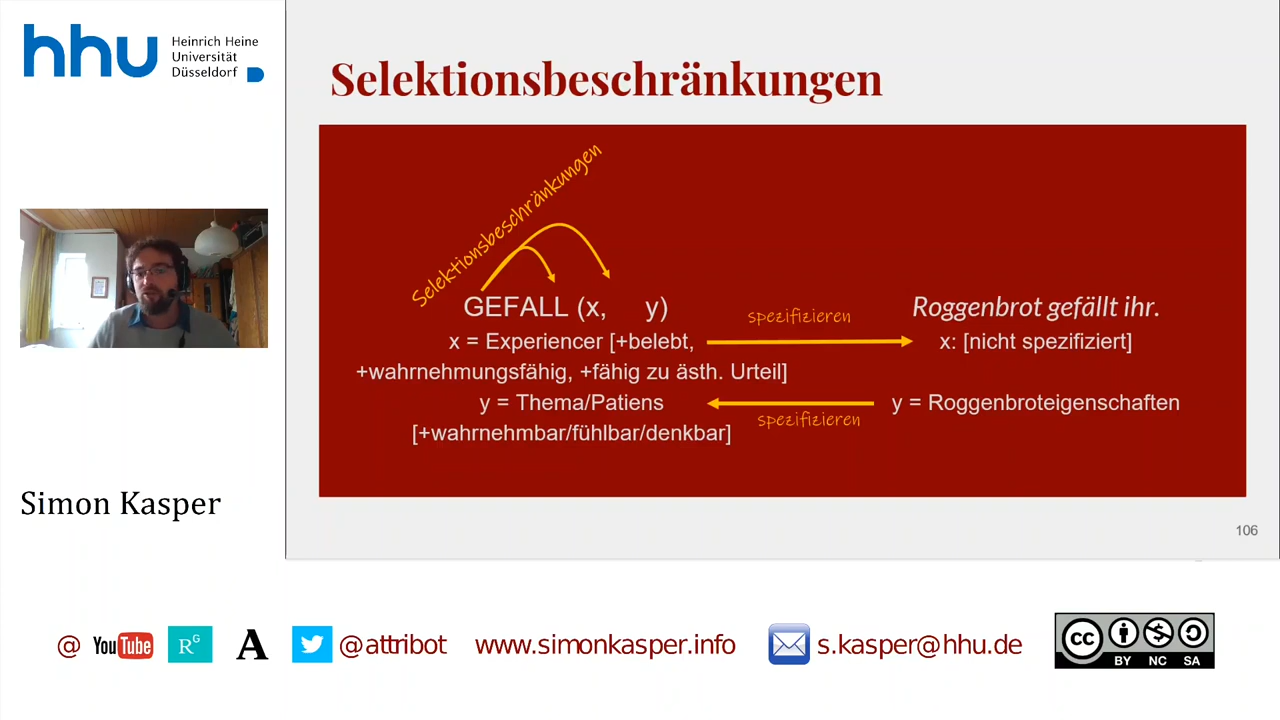 hhu Heinrich Heine
Universität
Düsseldorf
Selektionsbeschränkungen
Selektionsbeschränkungen
GEFALL (x, y)
spezifizieren
Roggenbrot gefällt ihr.
x = Experiencer [+belebt,
x: [nicht spezifiziert]
+wahrnehmungsfähig, +fähig zu ästh. Urteil]
y = Thema/Patiens
y = Roggenbroteigenschaften
spezifizieren
[+wahrnehmbar/fühlbar/denkbar]
Simon Kasper
106
@ YouTube RG A @attribot www.simonkasper.info s.kasper@hhu.de
cc BY NC SA